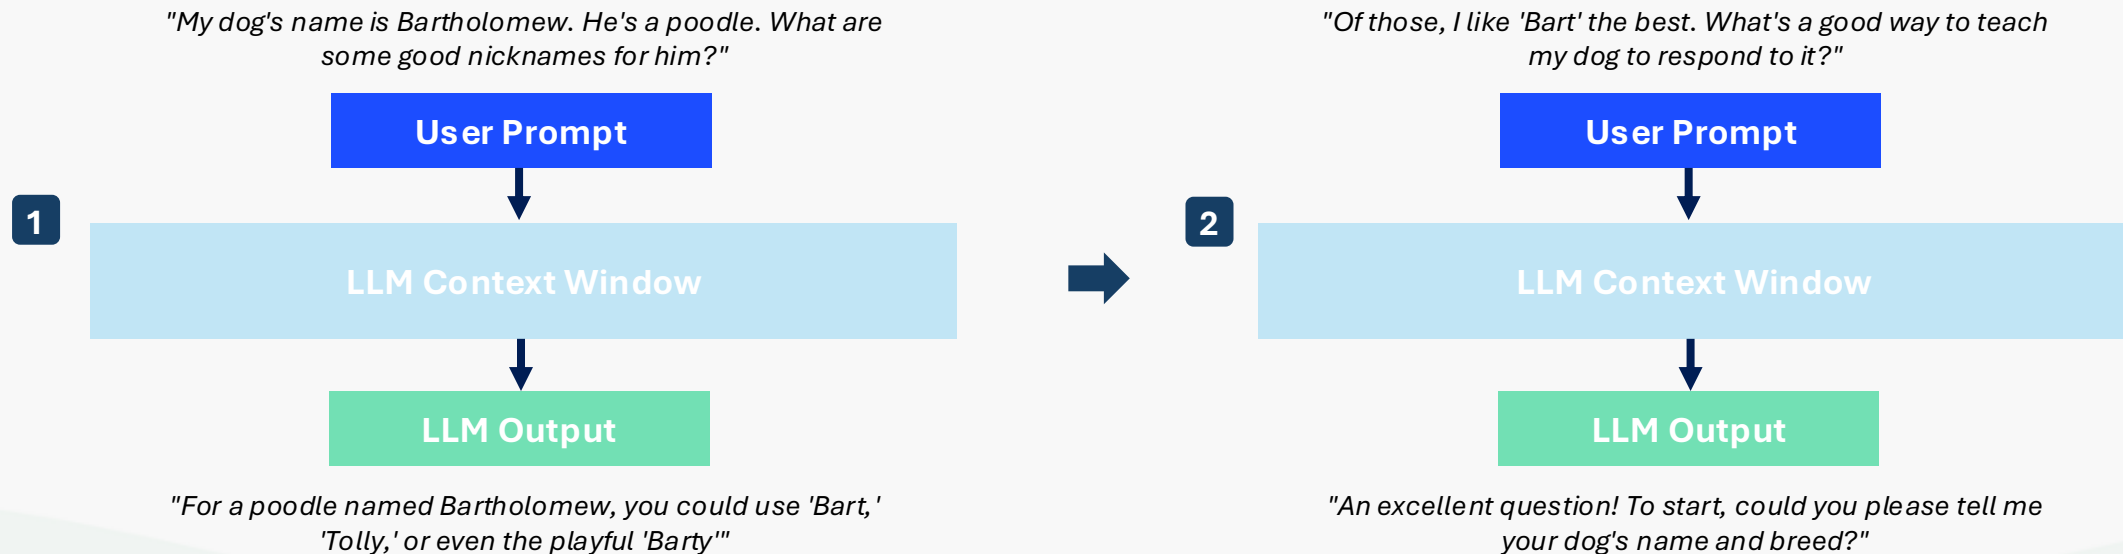 "My dog's name is Bartholomew. He's a poodle. What are
some good nicknames for him?"
User Prompt
1
LLM Context Window
LLM Output
"For a poodle named Bartholomew, you could use 'Bart,'
'Tolly,' or even the playful 'Barty'"
"Of those, I like 'Bart' the best. What's a good way to teach
my dog to respond to it?"
User Prompt
2
LLM Context Window
LLM Output
"An excellent question! To start, could you please tell me
your dog's name and breed?"